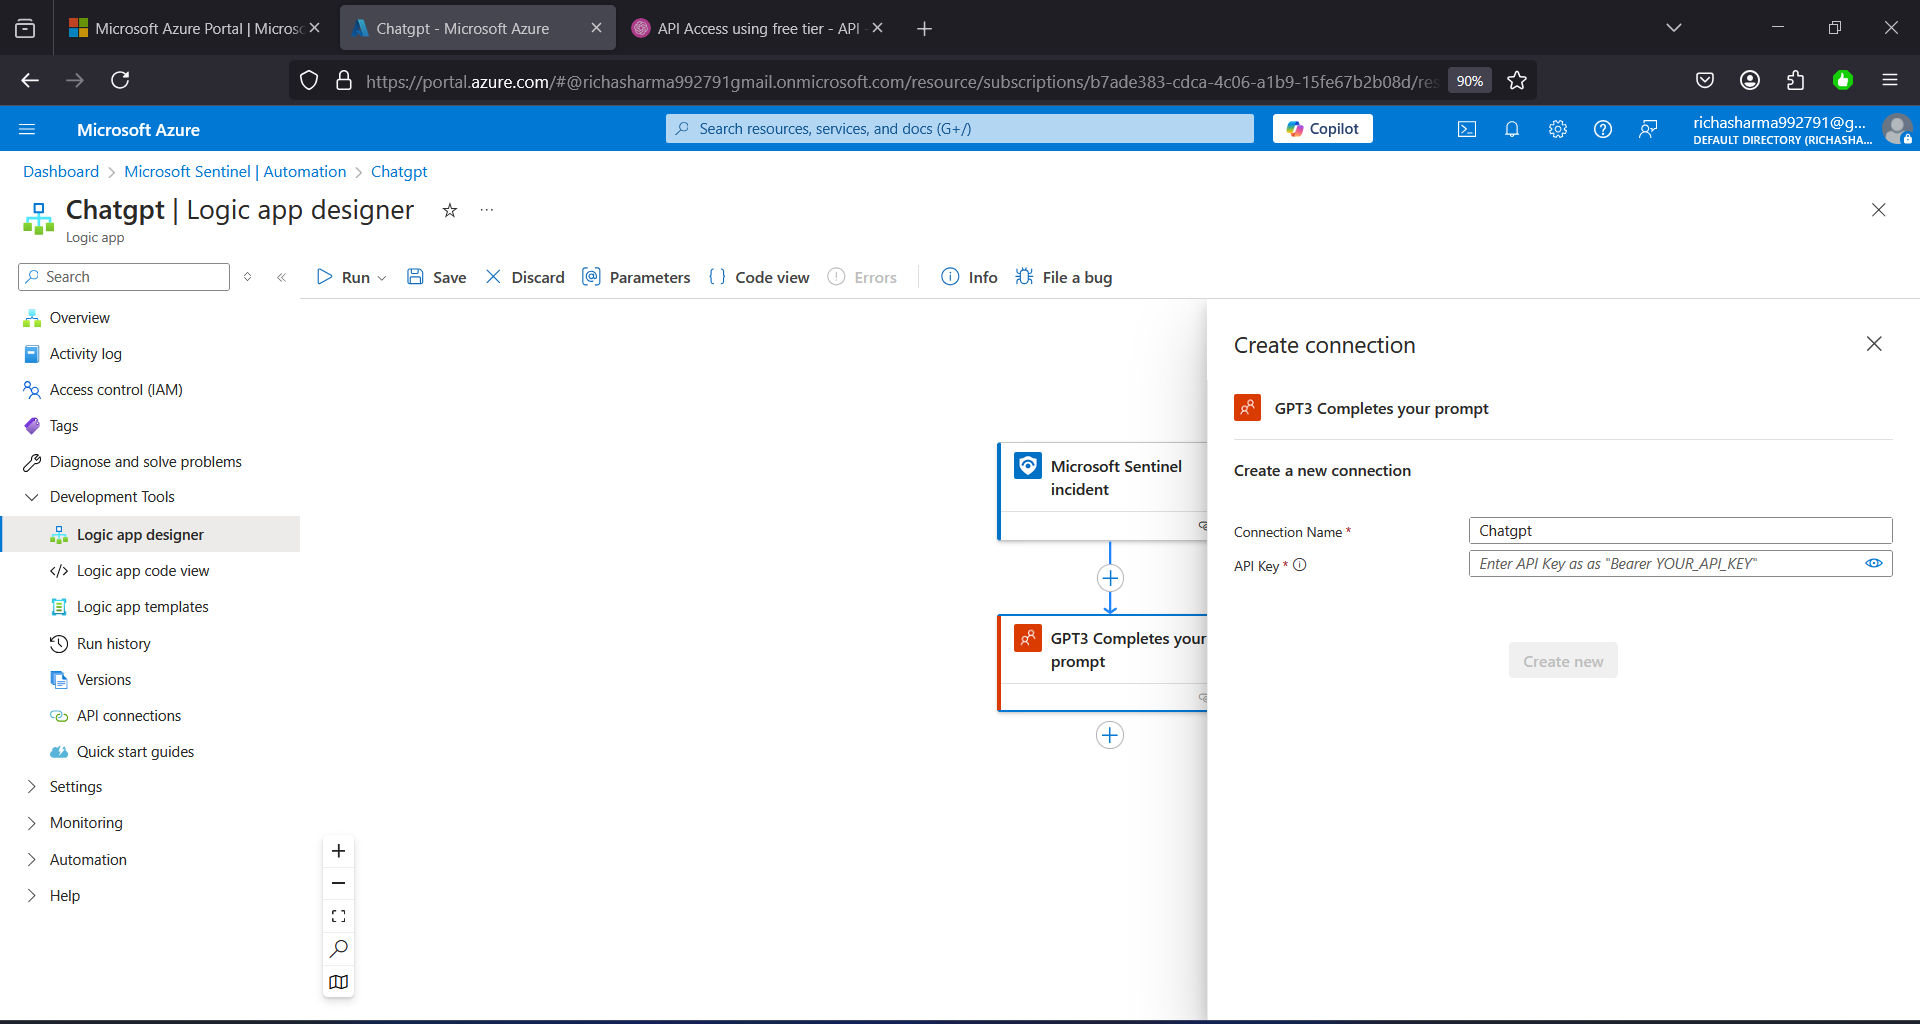 Microsoft Azure Portal | Microso
Chatgpt - Microsoft Azure
API Access using free tier - API -
https://portal.azure.com/#@richasharma992791gmail.onmicrosoft.com/resource/subscriptions/b7ade383-cdca-4c06-a1b9-15fe67b2b08d/res
90%
Microsoft Azure
Search resources, services, and docs (G+/)
Copilot
richasharma992791@g...
DEFAULT DIRECTORY (RICHASHA...
Dashboard > Microsoft Sentinel | Automation > Chatgpt
Chatgpt | Logic app designer
Logic app
Search
Run
Save
Discard
Parameters
Code view
Errors
Info
File a bug
Overview
Activity log
Access control (IAM)
Tags
Diagnose and solve problems
Development Tools
Logic app designer
Logic app code view
Logic app templates
Run history
Versions
API connections
Quick start guides
Settings
Monitoring
Automation
Help
Microsoft Sentinel
incident
GPT3 Completes your
prompt
Create connection
GPT3 Completes your prompt
Create a new connection
Connection Name *
Chatgpt
API Key *
Enter API Key as as "Bearer YOUR_API_KEY"
Create new